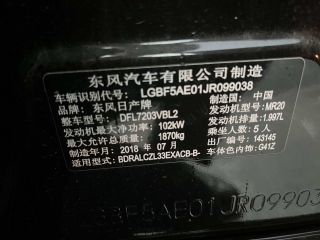 东风汽车有限公司制造
车辆识别代号: LGBF5AE01JR099038
品牌: 东风日产牌 制造国: 中国
整车型号: DFL7203VBL2 发动机型号: MR20
发动机最大净功率: 102kW 发动机排量: 1.997L
最大允许总质量: 1870kg 乘坐人数: 5 人
制造年月: 2018 年 07 月 出厂编号: 143145
适用型式: BDRALCZL33EXACB-B- 车体色内饰色: G41Z
BF5AE01JR09903